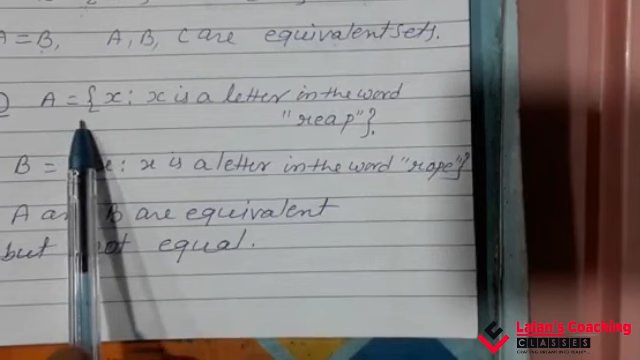 A = B, A, B, C are equivalent sets.
A = { x : x is a letter in the word
"reap"}.
B = x : x is a letter in the word "rope"}
A B are equivalent
but not equal.
Lalan's Coaching
CLASSES